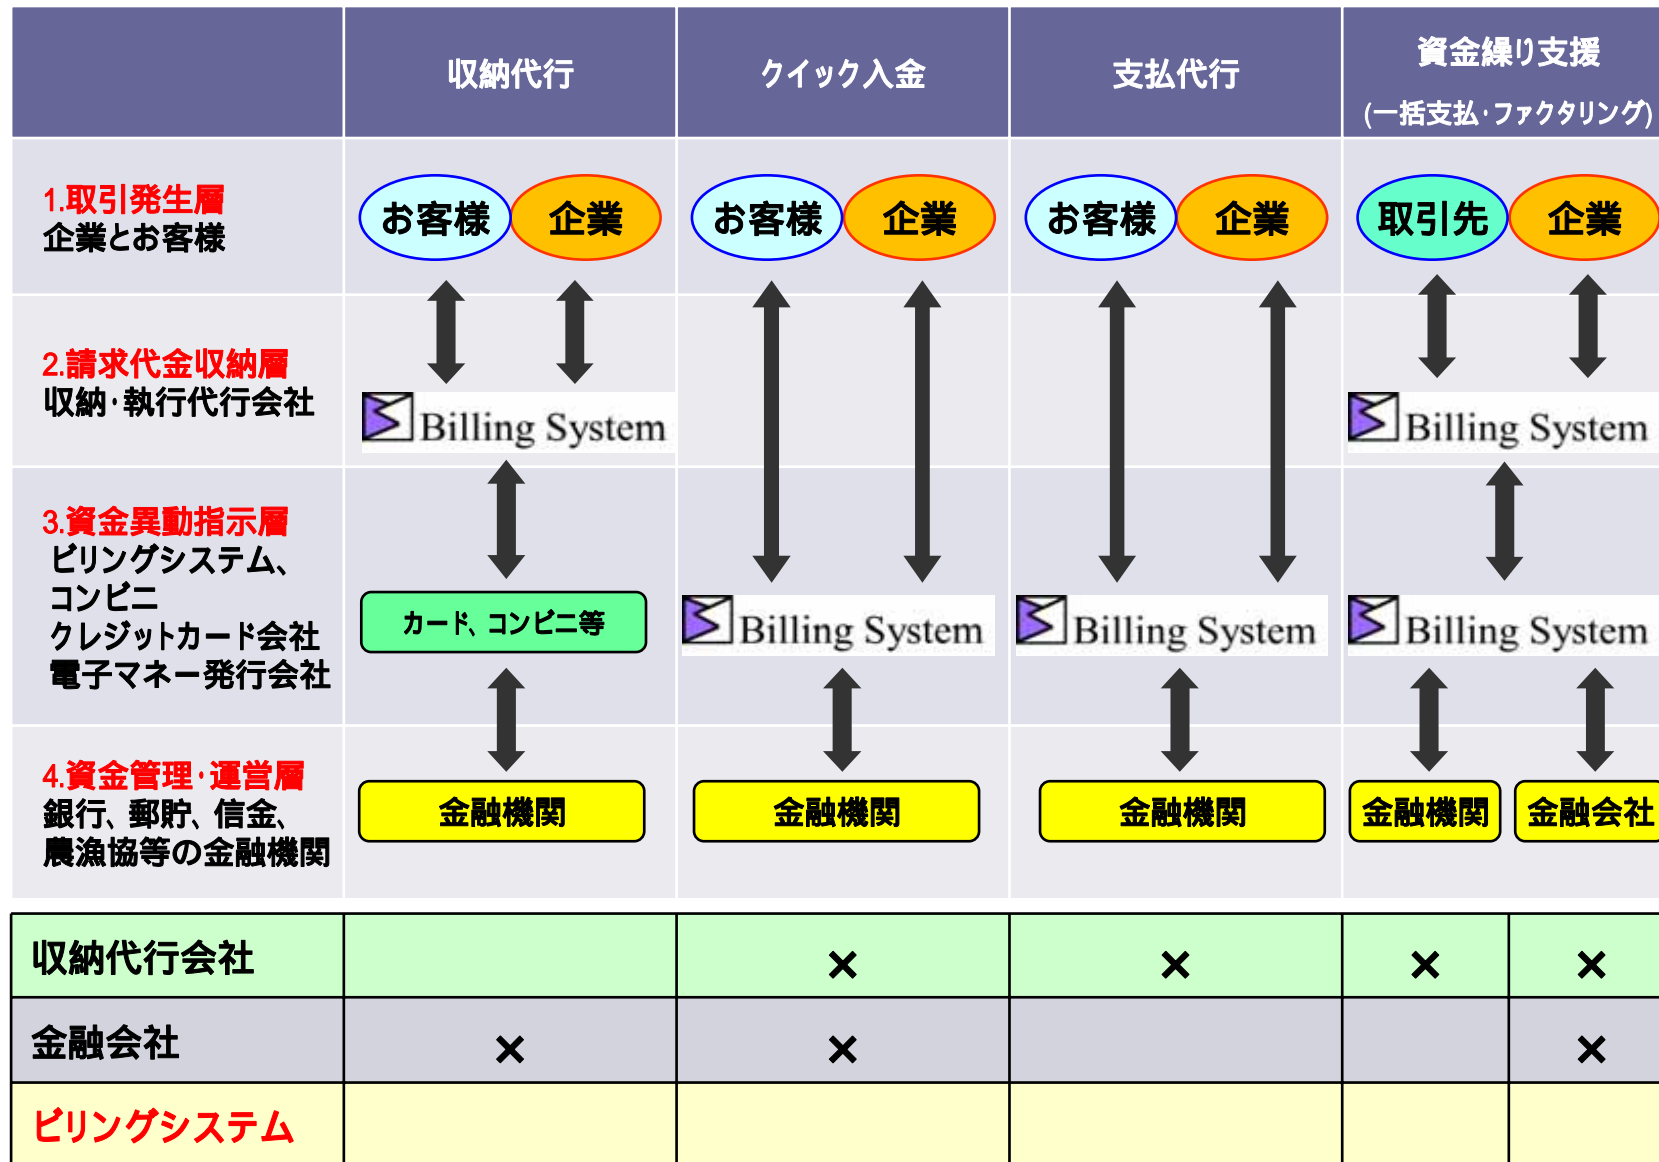 収納代行
クイック入金
支払代行
資金繰り支援
(一括支払・ファクタリング)
1.取引発生層
企業とお客様
お客様
企業
お客様
企業
お客様
企業
取引先
企業
2.請求代金収納層
収納・執行代行会社
Billing System
Billing System
3.資金異動指示層
ビリングシステム、
コンビニ
クレジットカード会社
電子マネー発行会社
カード、コンビニ等
Billing System
Billing System
Billing System
4.資金管理・運営層
銀行、郵貯、信金、
農漁協等の金融機関
金融機関
金融機関
金融機関
金融機関
金融会社
収納代行会社
×
×
×
×
金融会社
×
×
×
ビリングシステム